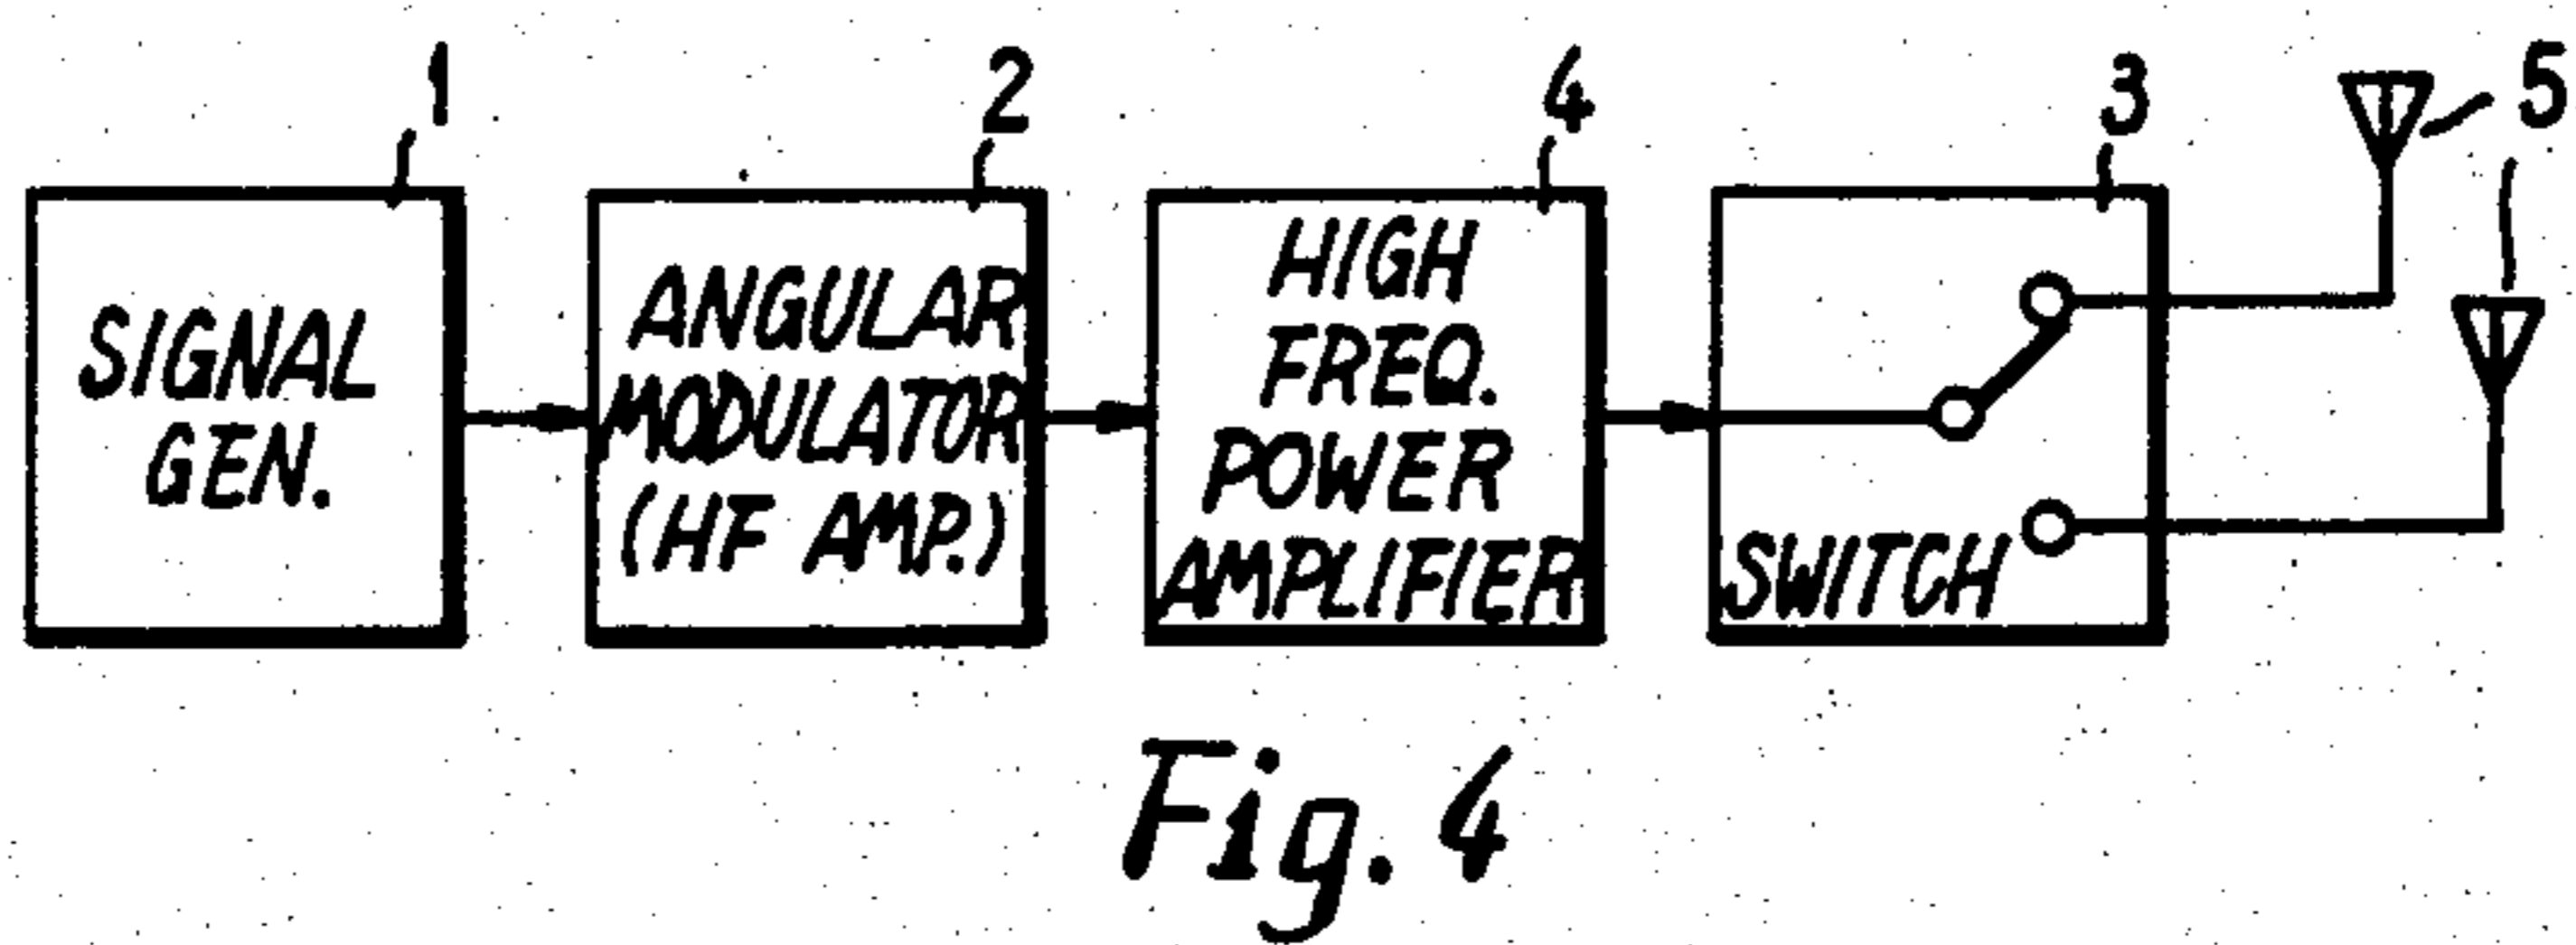 1
2
4
3
5
SIGNAL
GEN.
ANGULAR
MODULATOR
(HF AMP.)
HIGH
FREQ.
POWER
AMPLIFIER
SWITCH
Fig. 4